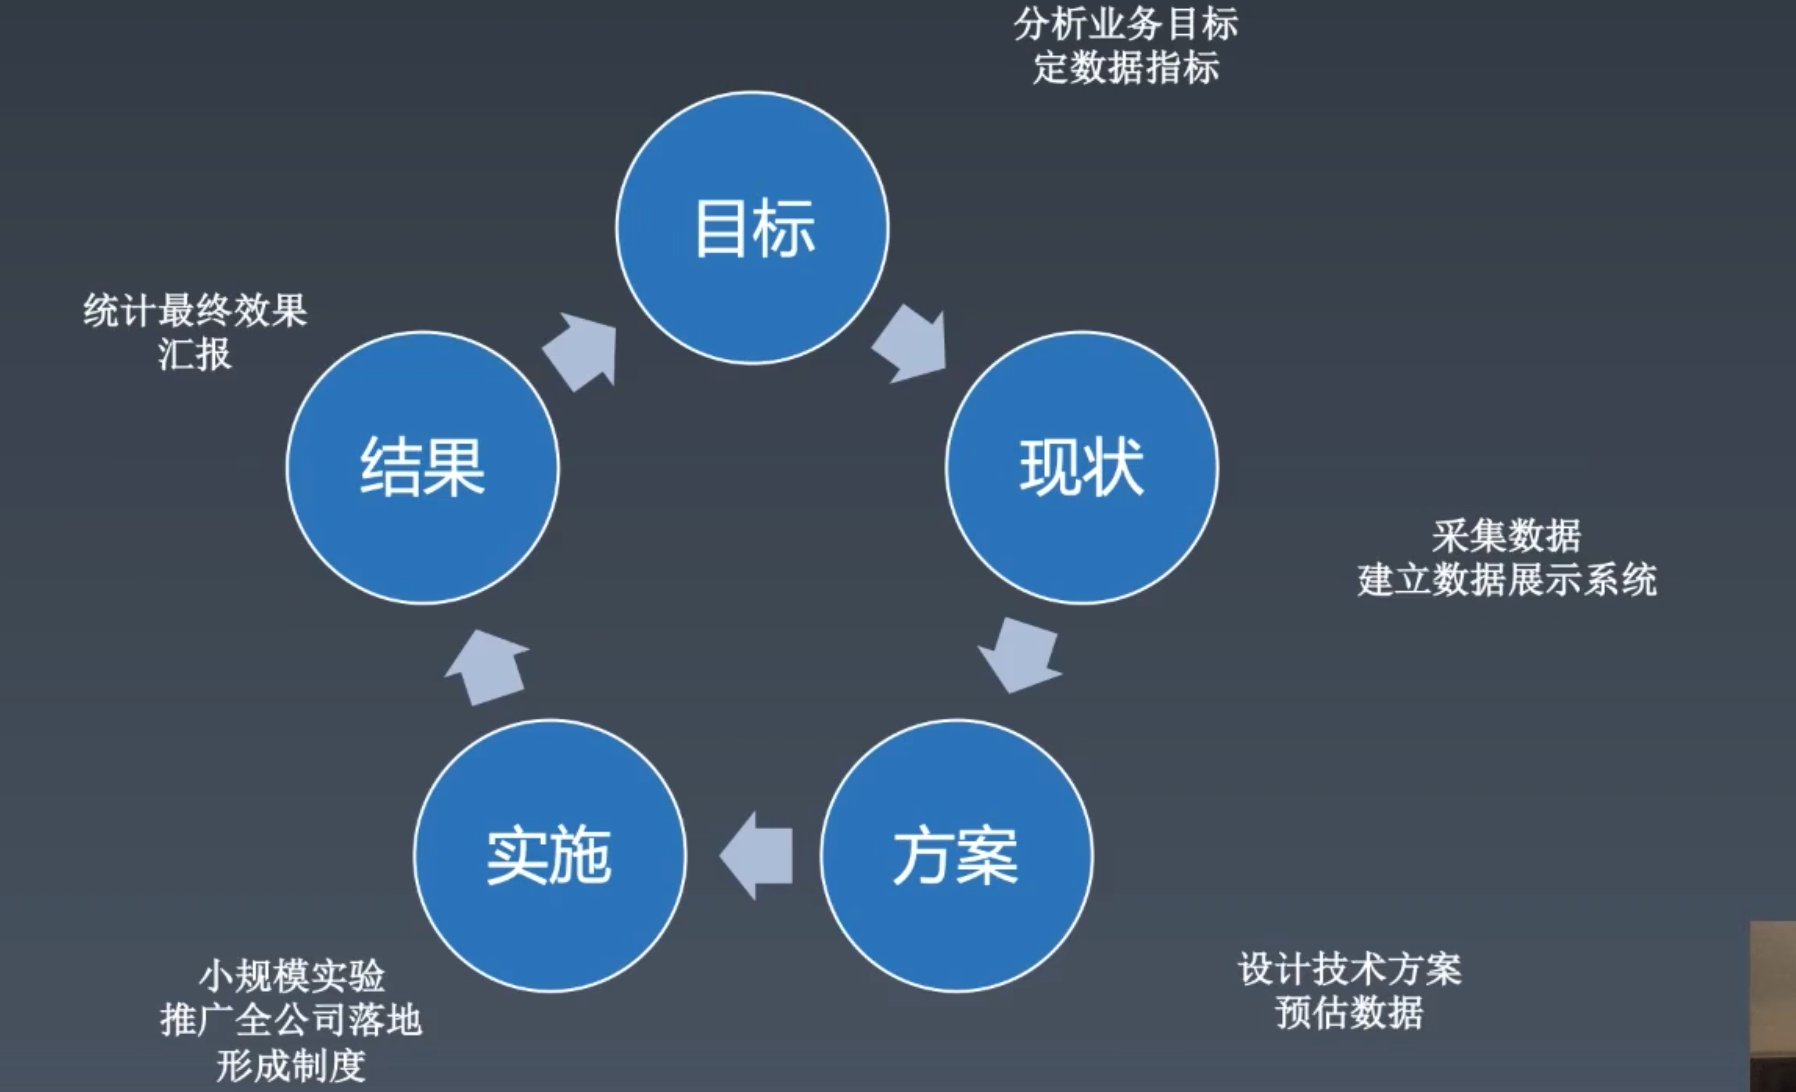 分析业务目标
定数据指标
目标
现状
采集数据
建立数据展示系统
方案
设计技术方案
预估数据
实施
小规模实验
推广全公司落地
形成制度
结果
统计最终效果
汇报